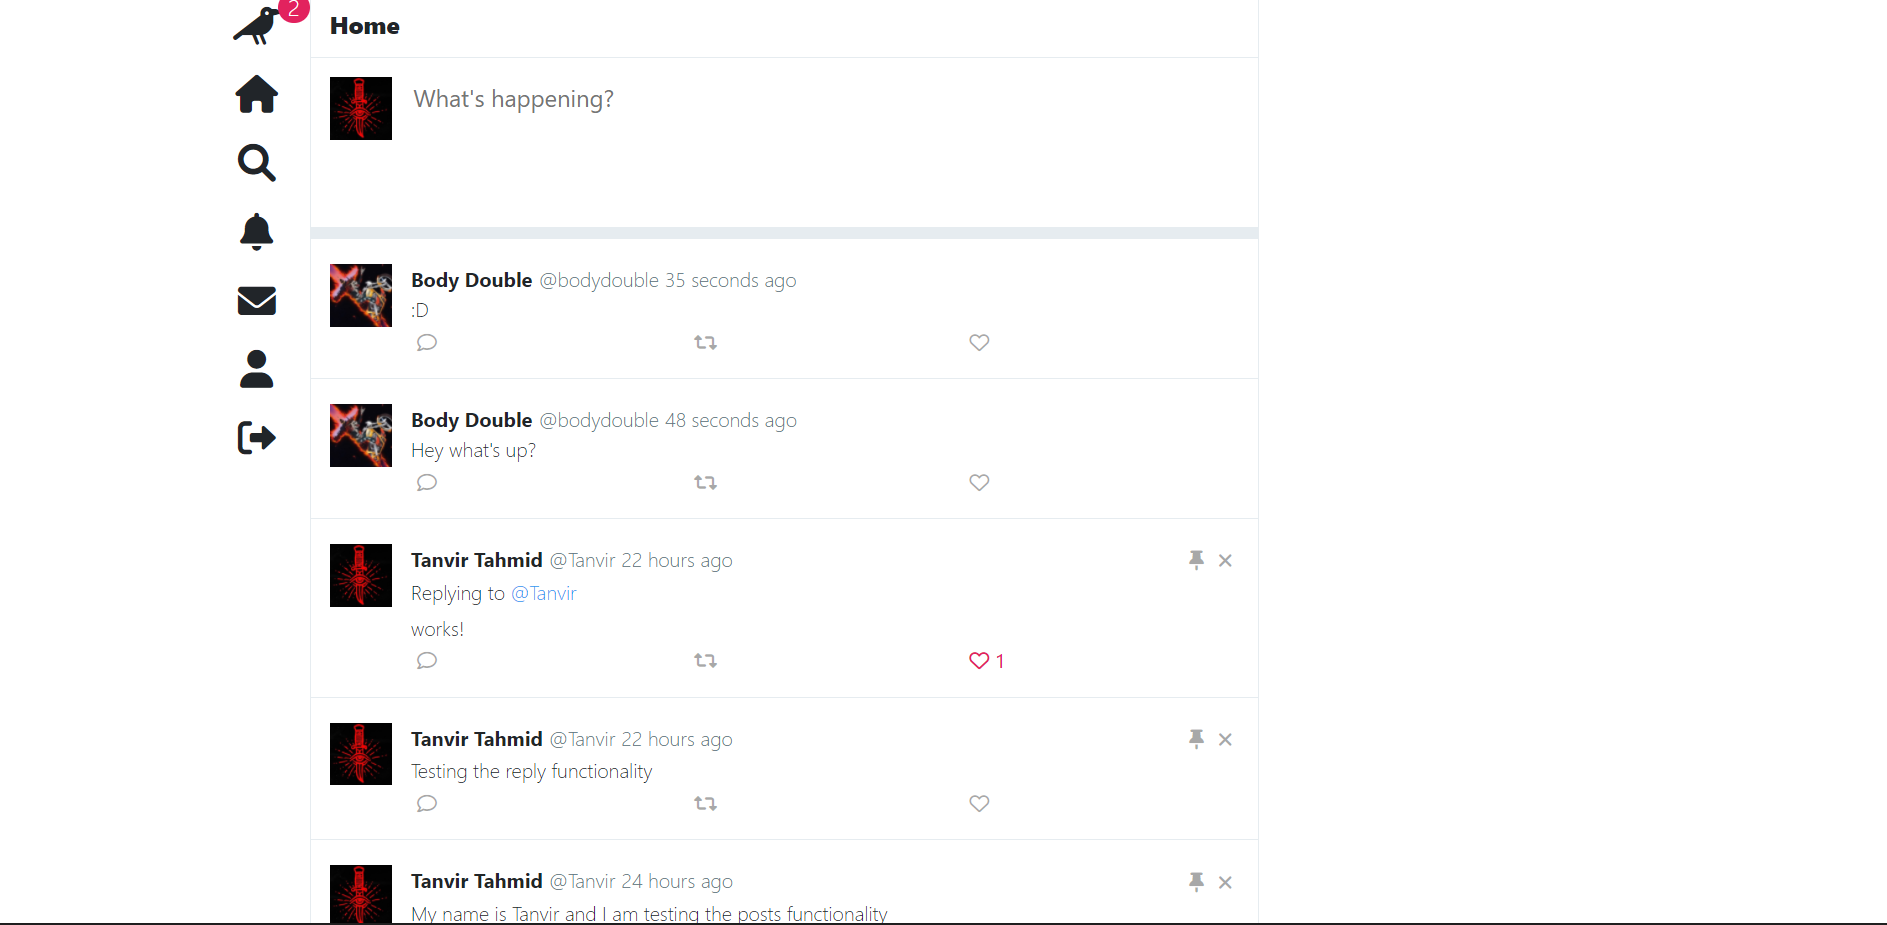 2
Home
What's happening?
Body Double @bodydouble 35 seconds ago
:D
Body Double @bodydouble 48 seconds ago
Hey what's up?
Tanvir Tahmid @Tanvir 22 hours ago
Replying to @Tanvir
works!
1
Tanvir Tahmid @Tanvir 22 hours ago
Testing the reply functionality
Tanvir Tahmid @Tanvir 24 hours ago
My name is Tanvir and I am testing the posts functionality